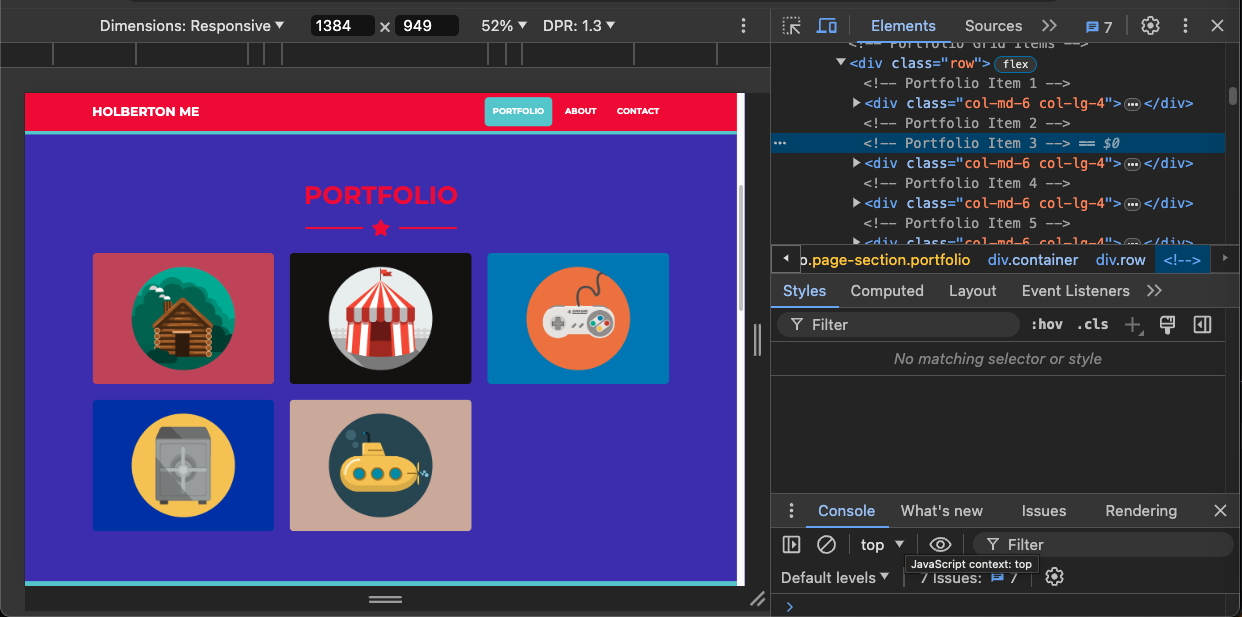 Dimensions: Responsive ▼ 1384 x 949 52% ▼ DPR: 1.3 ▼
Elements Sources 7
HOLBERTON ME PORTFOLIO ABOUT CONTACT
PORTFOLIO
<!-- Portfolio Grid Items -->
<div class="row"> flex
<!-- Portfolio Item 1 -->
<div class="col-md-6 col-lg-4"> </div>
<!-- Portfolio Item 2 -->
<!-- Portfolio Item 3 --> == $0
<div class="col-md-6 col-lg-4"> </div>
<!-- Portfolio Item 4 -->
<div class="col-md-6 col-lg-4"> </div>
<!-- Portfolio Item 5 -->
<div class="col-md-6 col-lg-4"> </div>
o.page-section.portfolio div.container div.row <!-->
Styles Computed Layout Event Listeners
Filter :hov .cls
No matching selector or style
Console What's new Issues Rendering
top ▼ Filter
JavaScript context: top
Default levels ▼ 7 Issues: 7